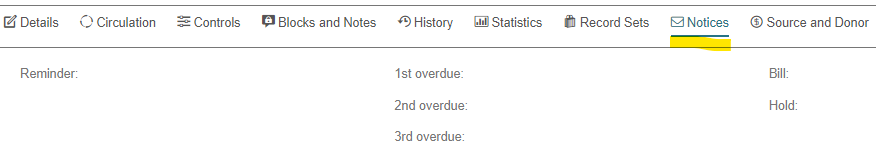 Details Circulation Controls Blocks and Notes History Statistics Record Sets Notices Source and Donor
Reminder: 1st overdue: Bill:
2nd overdue: Hold:
3rd overdue: